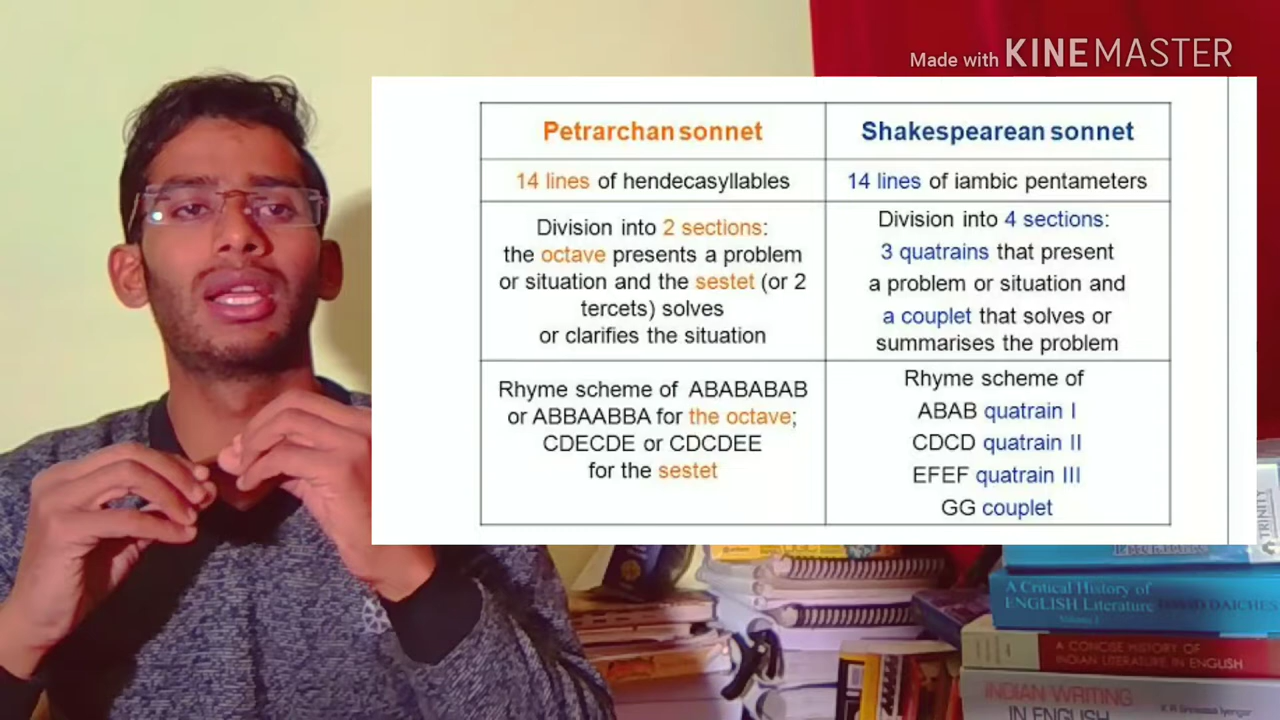 Made with KINEMASTER
Petrarchan sonnet
Shakespearean sonnet
14 lines of hendecasyllables
14 lines of iambic pentameters
Division into 2 sections:
the octave presents a problem
or situation and the sestet (or 2
tercets) solves
or clarifies the situation
Division into 4 sections:
3 quatrains that present
a problem or situation and
a couplet that solves or
summarises the problem
Rhyme scheme of ABABABAB
or ABBAABBA for the octave;
CDECDE or CDCDEE
for the sestet
Rhyme scheme of
ABAB quatrain I
CDCD quatrain II
EFEF quatrain III
GG couplet
TRINITY
A Critical History of
ENGLISH Literature DAVID DAICHES
Volume I
A CONCISE HISTORY OF
INDIAN LITERATURE IN ENGLISH
INDIAN WRITING
IN ENGLISH